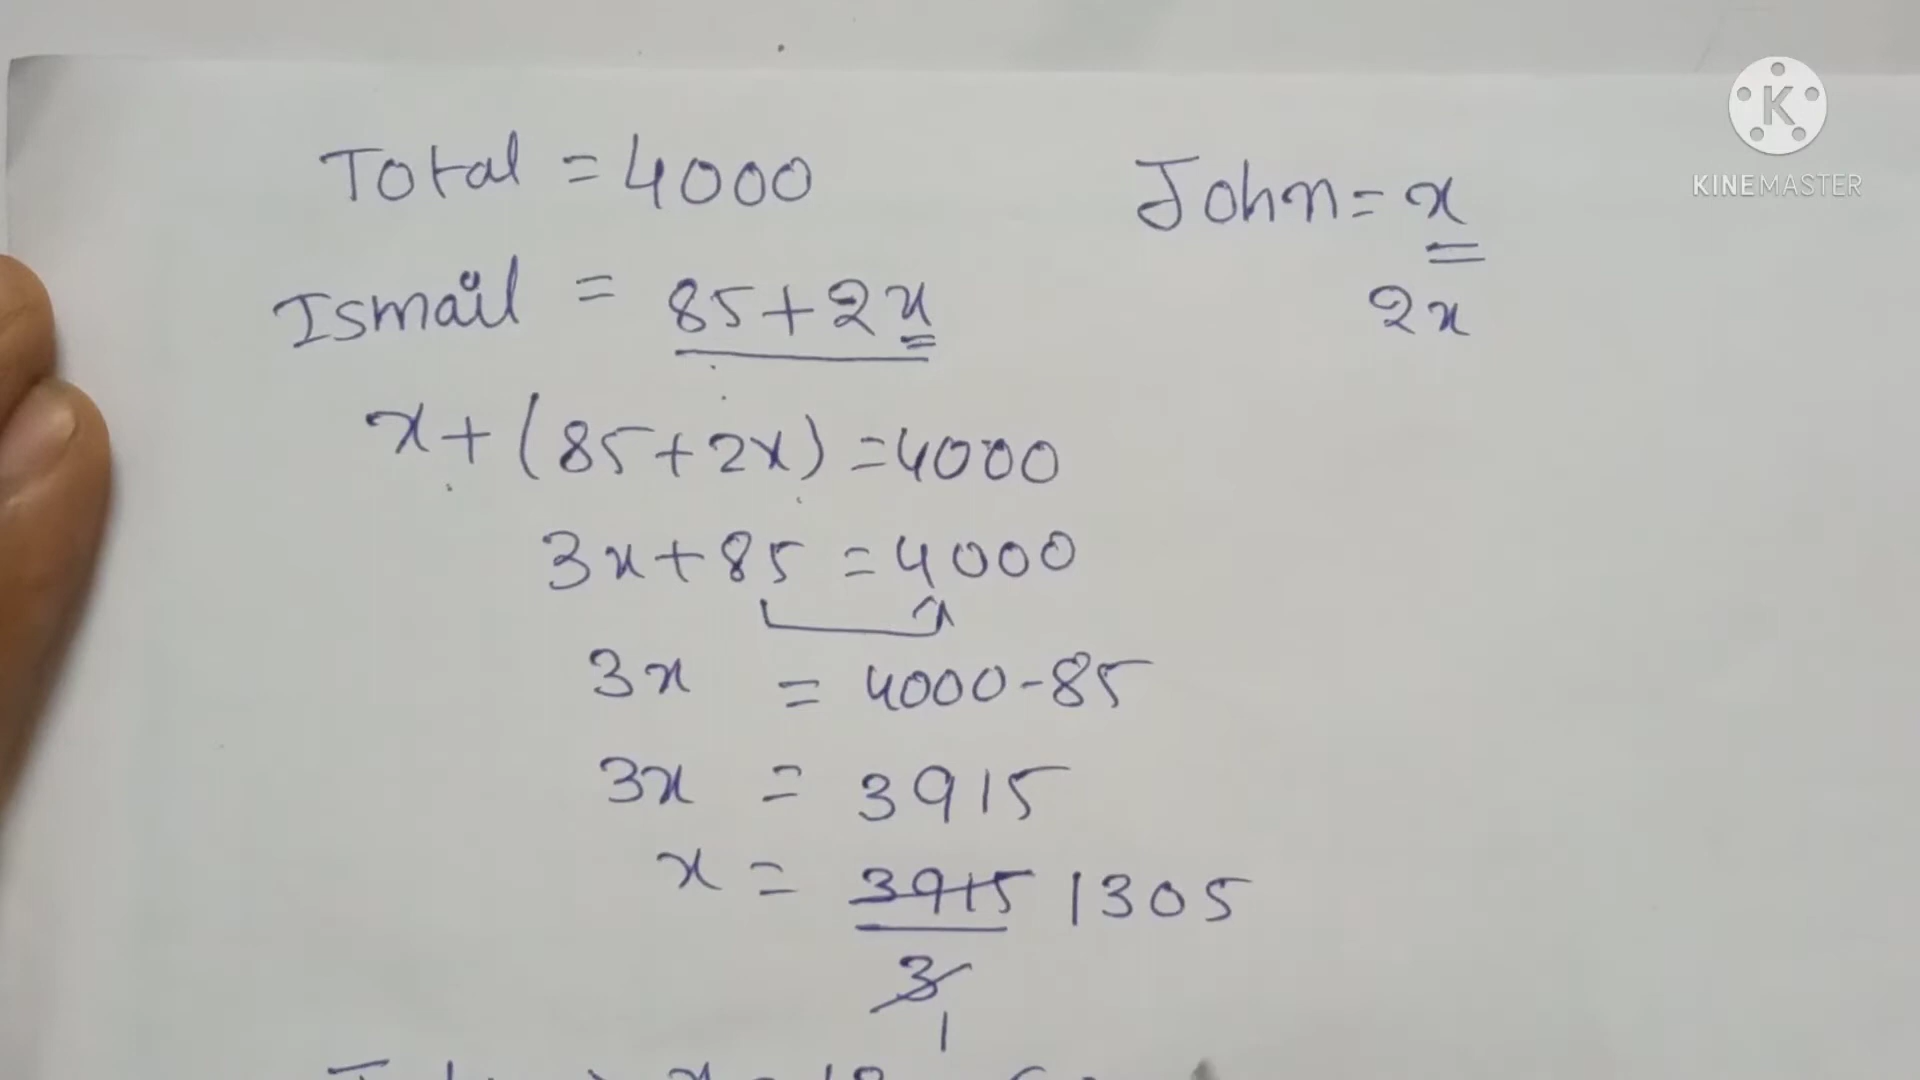 Total = 4000
John = x
KINEMASTER
Ismail = 85+2x
2x
x+(85+2x)=4000
3x+85 =4000
3x = 4000-85
3x = 3915
x = 3915 1305
3
1